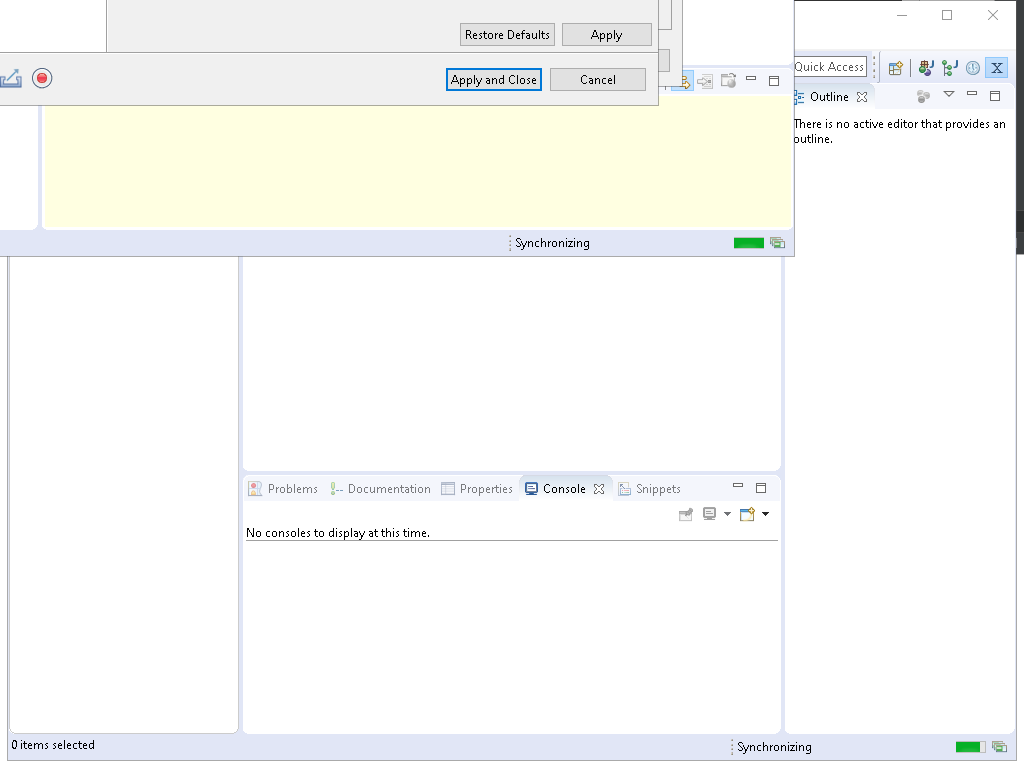 Restore Defaults
Apply
Apply and Close
Cancel
Quick Access
Outline
There is no active editor that provides an
outline.
Synchronizing
Problems
Documentation
Properties
Console
Snippets
No consoles to display at this time.
0 items selected
Synchronizing